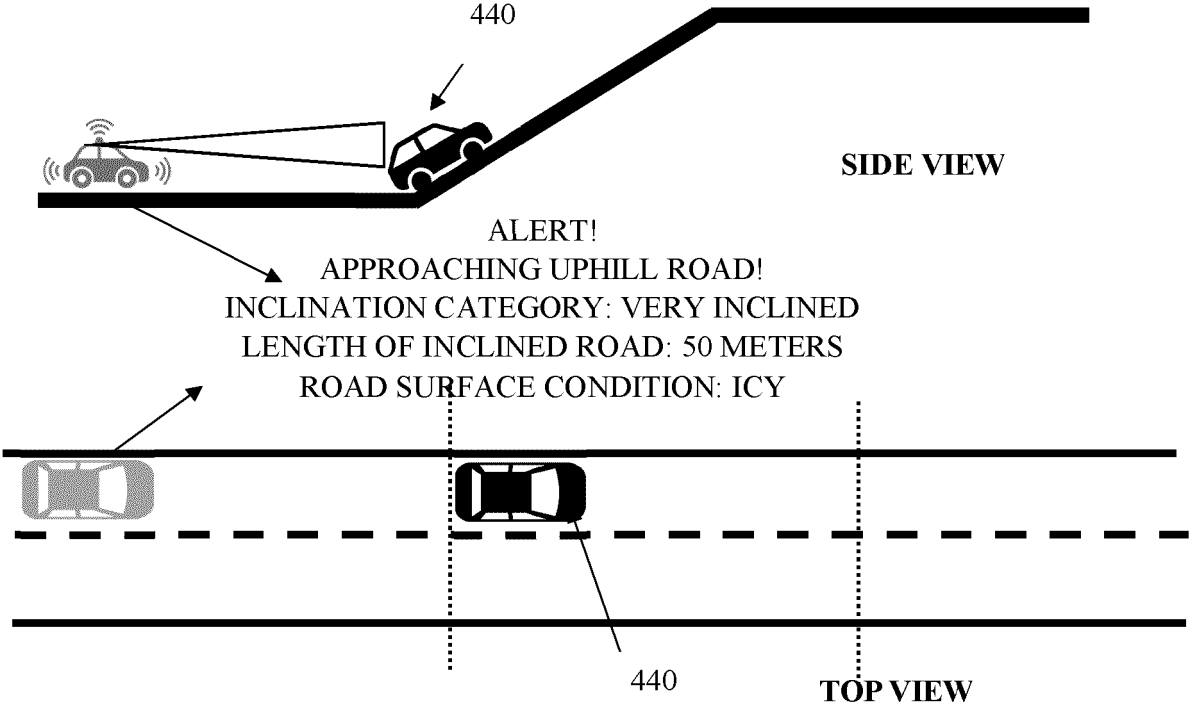 440
SIDE VIEW
ALERT!
APPROACHING UPHILL ROAD!
INCLINATION CATEGORY: VERY INCLINED
LENGTH OF INCLINED ROAD: 50 METERS
ROAD SURFACE CONDITION: ICY
440
TOP VIEW